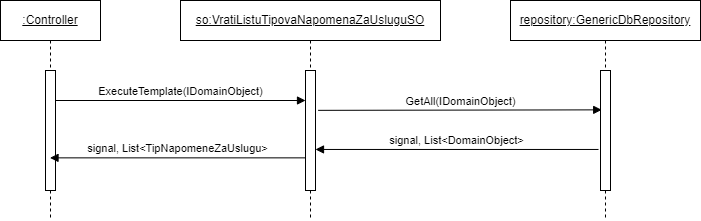 :Controller
so:VratiListuTipovaNapomenaZaUsluguSO
repository:GenericDbRepository
ExecuteTemplate(IDomainObject)
GetAll(IDomainObject)
signal, List<DomainObject>
signal, List<TipNapomeneZaUslugu>